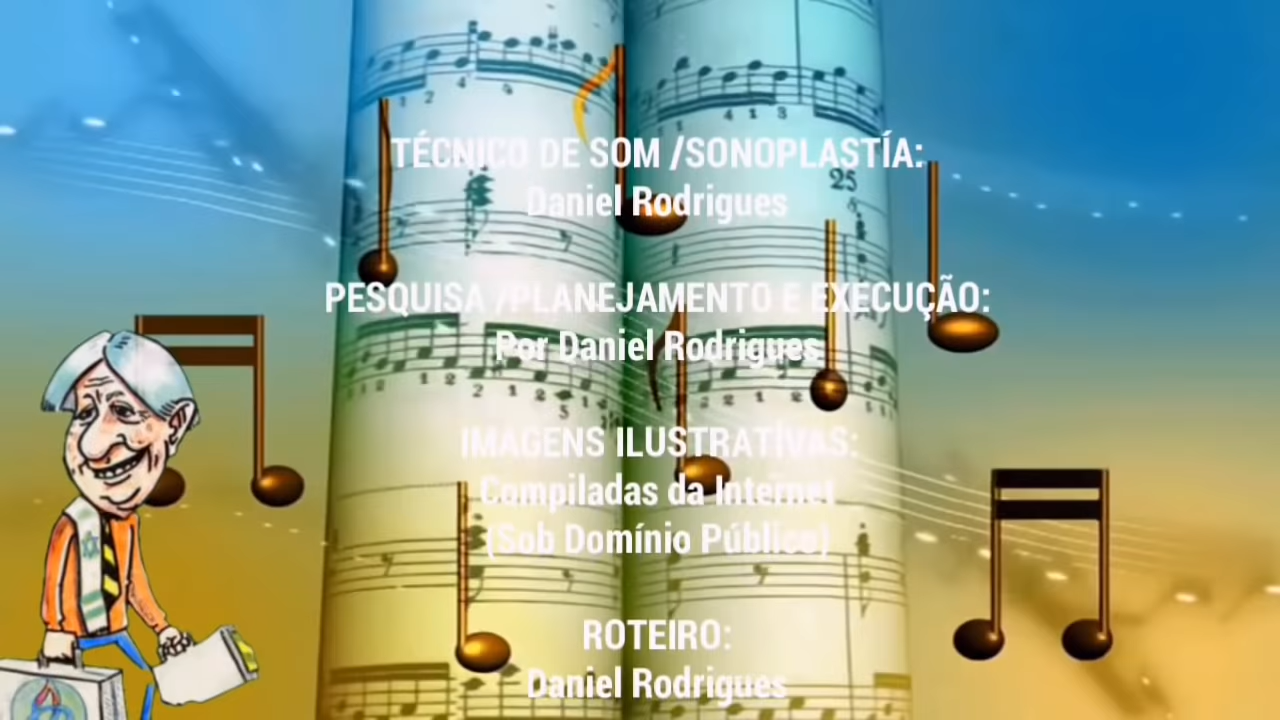 TÉCNICO DE SOM /SONOPLASTÍA:
Daniel Rodrigues
25
PESQUISA /PLANEJAMENTO E EXECUÇÃO:
Por Daniel Rodrigues
IMAGENS ILUSTRATIVAS:
Compiladas da Internet
(Sob Domínio Público)
ROTEIRO:
Daniel Rodrigues